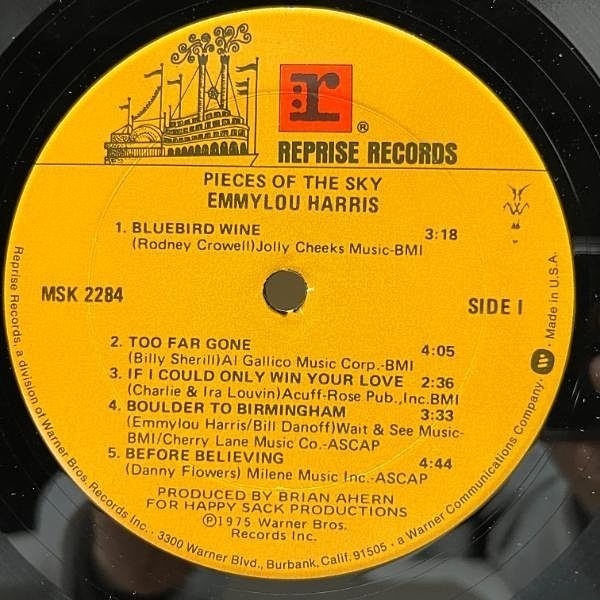 r
®
REPRISE RECORDS
PIECES OF THE SKY
EMMYLOU HARRIS
1. BLUEBIRD WINE 3:18
(Rodney Crowell)Jolly Cheeks Music-BMI
MSK 2284
SIDE 1
2. TOO FAR GONE 4:05
(Billy Sherill)Al Gallico Music Corp.-BMI
3. IF I COULD ONLY WIN YOUR LOVE 2:36
(Charlie & Ira Louvin)Acuff-Rose Pub.,Inc.BMI
4. BOULDER TO BIRMINGHAM 3:33
(Emmylou Harris/Bill Danoff)Wait & See Music-
BMI/Cherry Lane Music Co.-ASCAP
5. BEFORE BELIEVING 4:44
(Danny Flowers) Milene Music Inc.-ASCAP
PRODUCED BY BRIAN AHERN
FOR HAPPY SACK PRODUCTIONS
℗1975 Warner Bros.
Records Inc.
Reprise Records, a division of Warner Bros. Records Inc., 3300 Warner Blvd., Burbank, Calif. 91505 · a Warner Communications Company · Made in U.S.A.